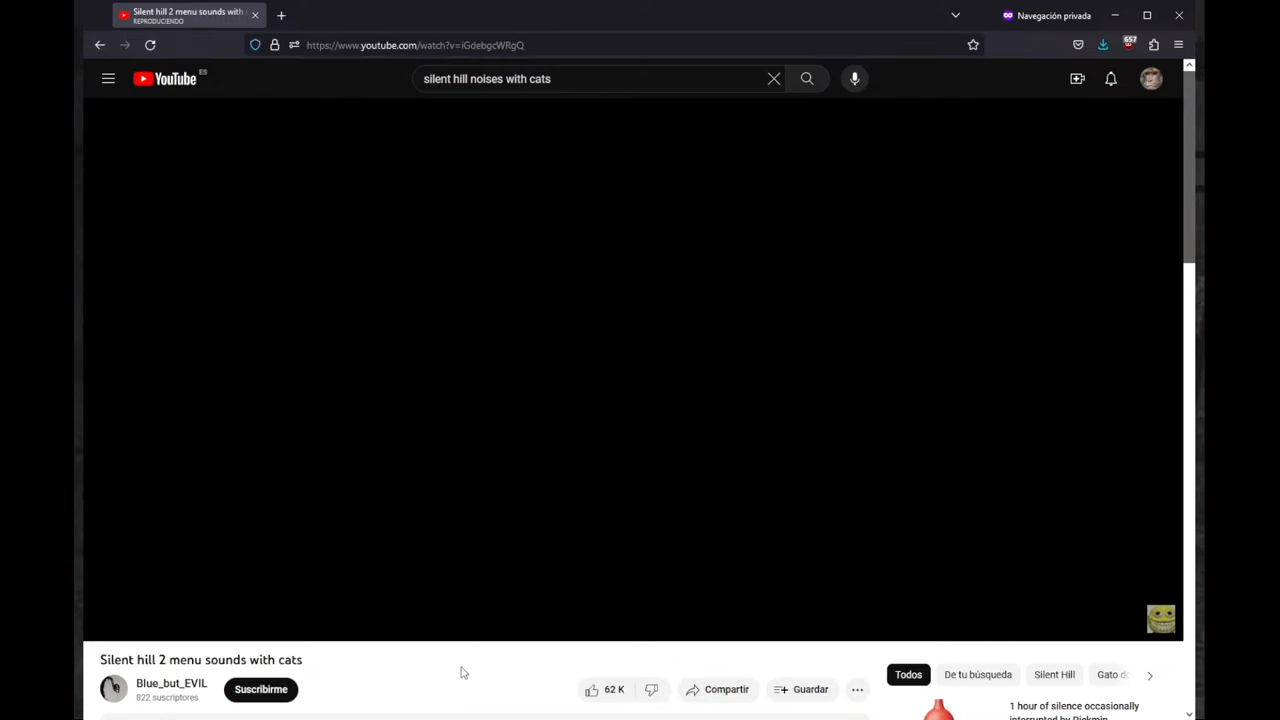 Silent hill 2 menu sounds with
REPRODUCIENDO
Navegación privada
https://www.youtube.com/watch?v=iGdebgcWRgQ
657
YouTube ES
silent hill noises with cats
Silent hill 2 menu sounds with cats
Blue_but_EVIL
822 suscriptores
Suscribirme
62 K
Compartir
Guardar
Todos
De tu búsqueda
Silent Hill
Gato
1 hour of silence occasionally
interrupted by Pickmin